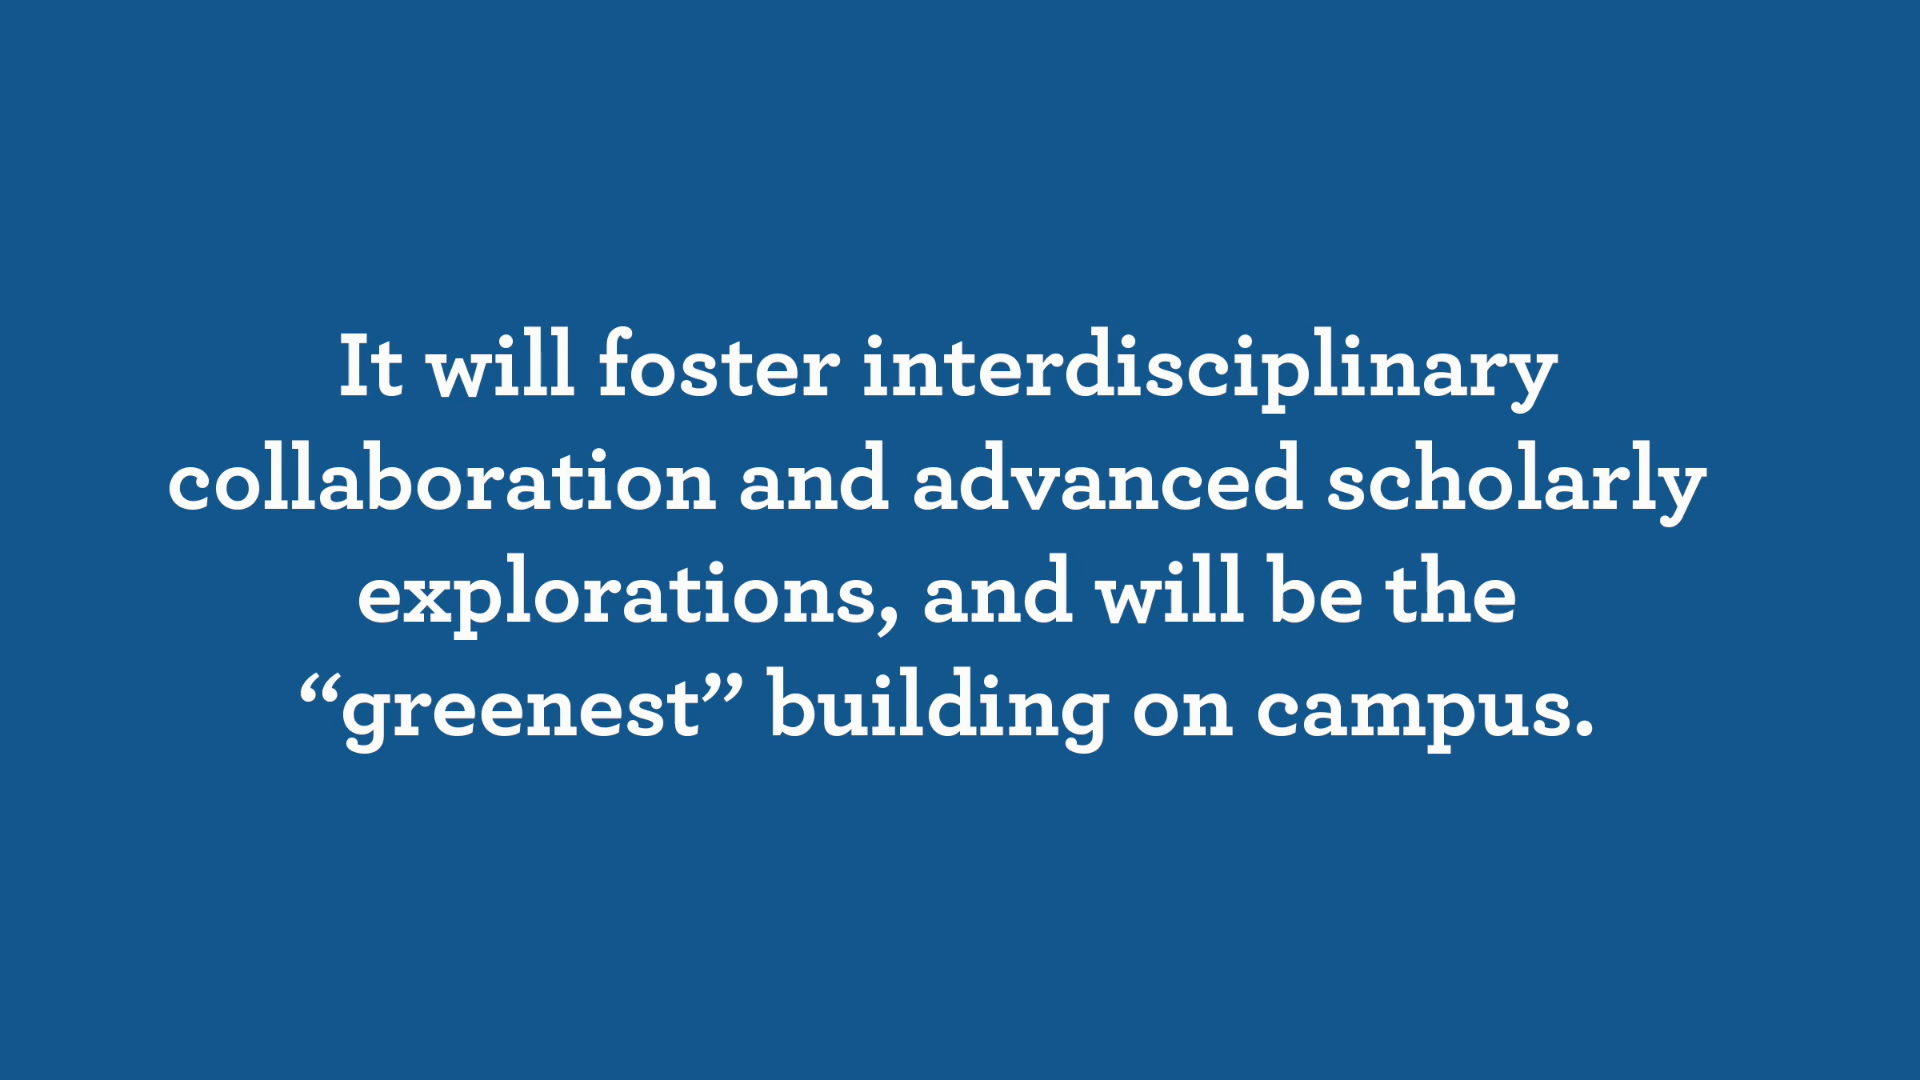 It will foster interdisciplinary
collaboration and advanced scholarly
explorations, and will be the
“greenest” building on campus.